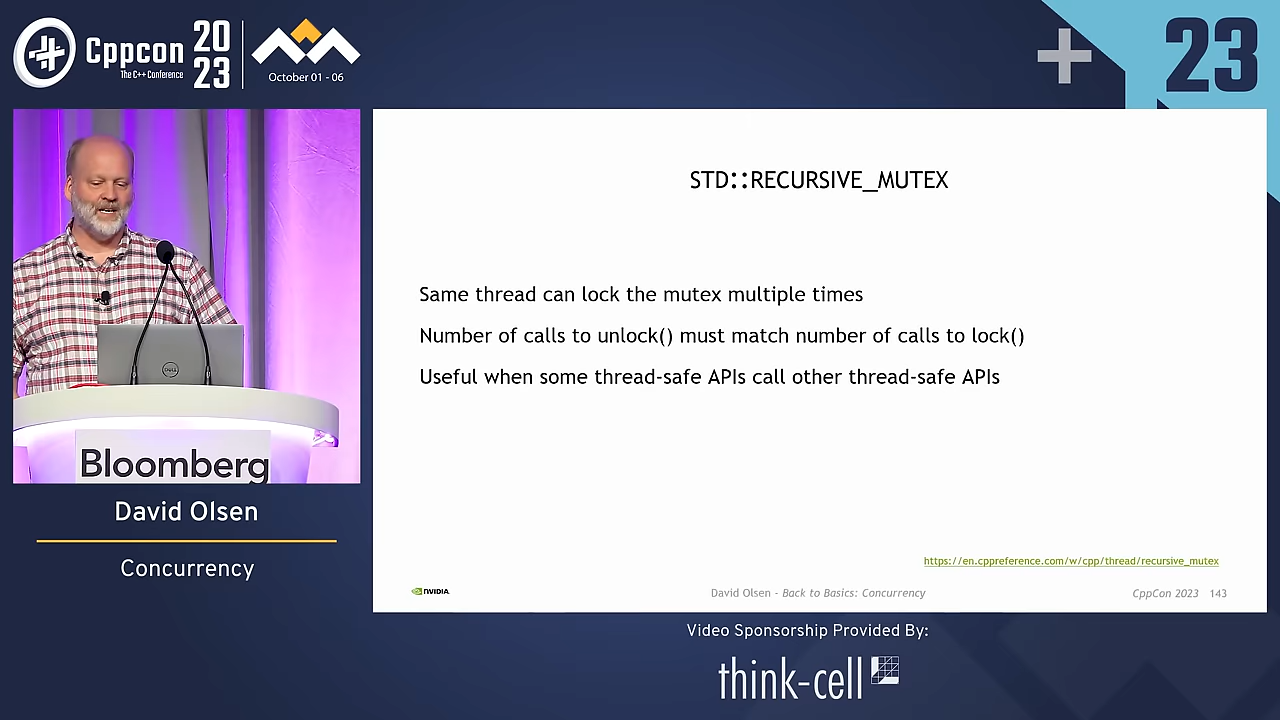 Cppcon
The C++ Conference
20
23
October 01 - 06
23
STD::RECURSIVE_MUTEX
Same thread can lock the mutex multiple times
Number of calls to unlock() must match number of calls to lock()
Useful when some thread-safe APIs call other thread-safe APIs
https://en.cppreference.com/w/cpp/thread/recursive_mutex
NVIDIA.
David Olsen - Back to Basics: Concurrency
CppCon 2023 143
DELL
Bloomberg
David Olsen
Concurrency
Video Sponsorship Provided By:
think-cell